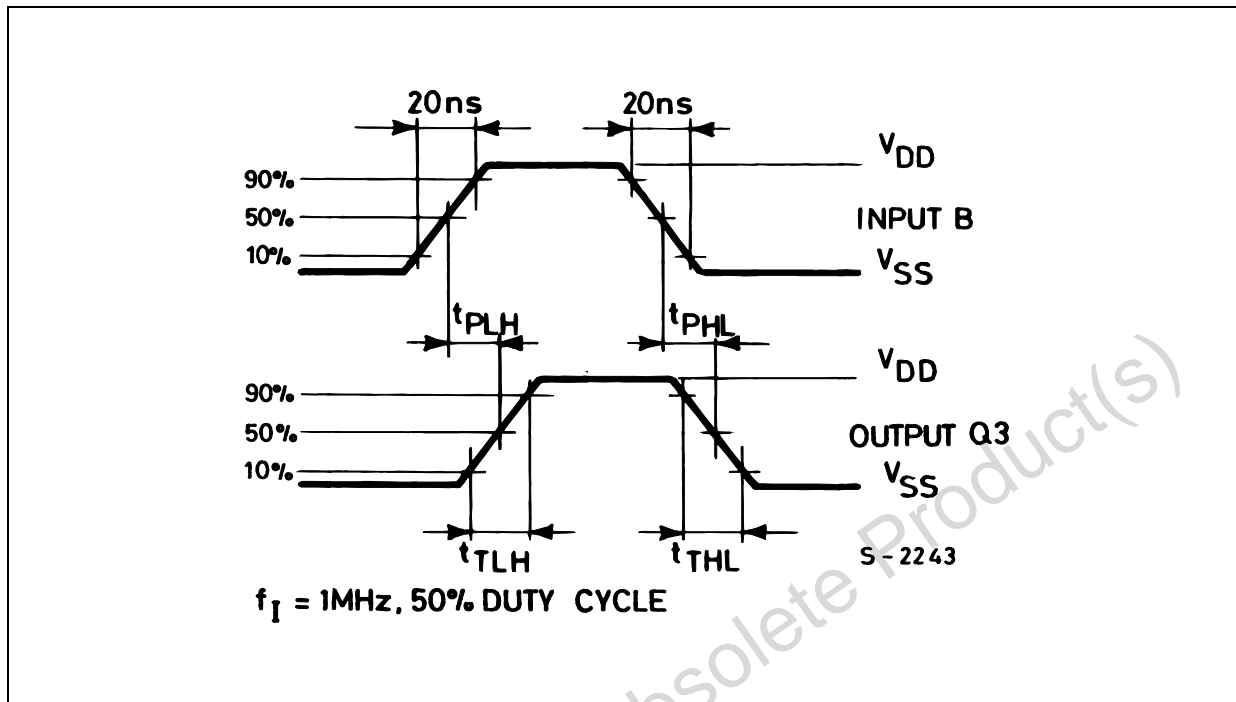 20ns 20ns
VDD
90%
50%
INPUT B
10%
VSS
tPLH tPHL
VDD
90%
50%
OUTPUT Q3
10%
VSS
tTLH tTHL
S-2243
fI = 1MHz, 50% DUTY CYCLE
Product(s)